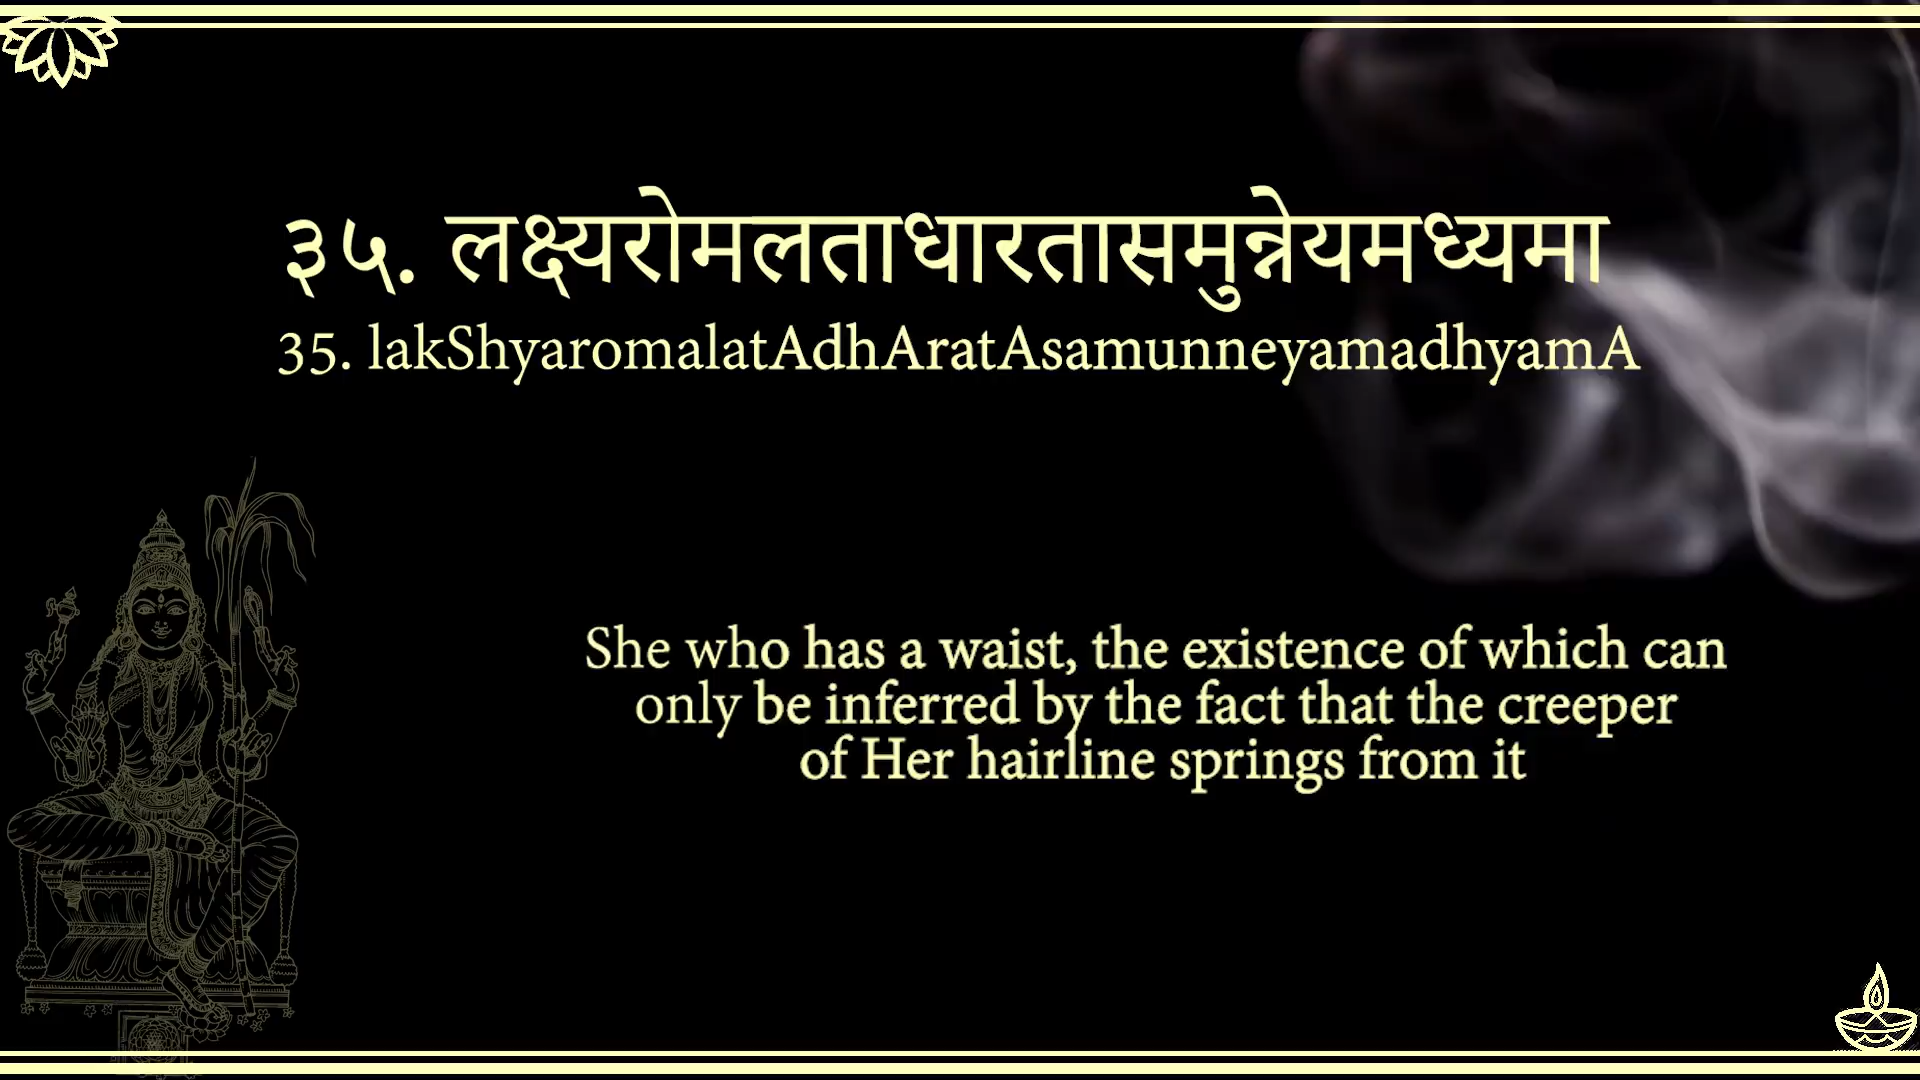 ३५. लक्ष्यरोमलताधारतासमुन्नेयमध्यमा
35. lakShyaromalatAdhAratAsamunneyamadhyamA
She who has a waist, the existence of which can
only be inferred by the fact that the creeper
of Her hairline springs from it